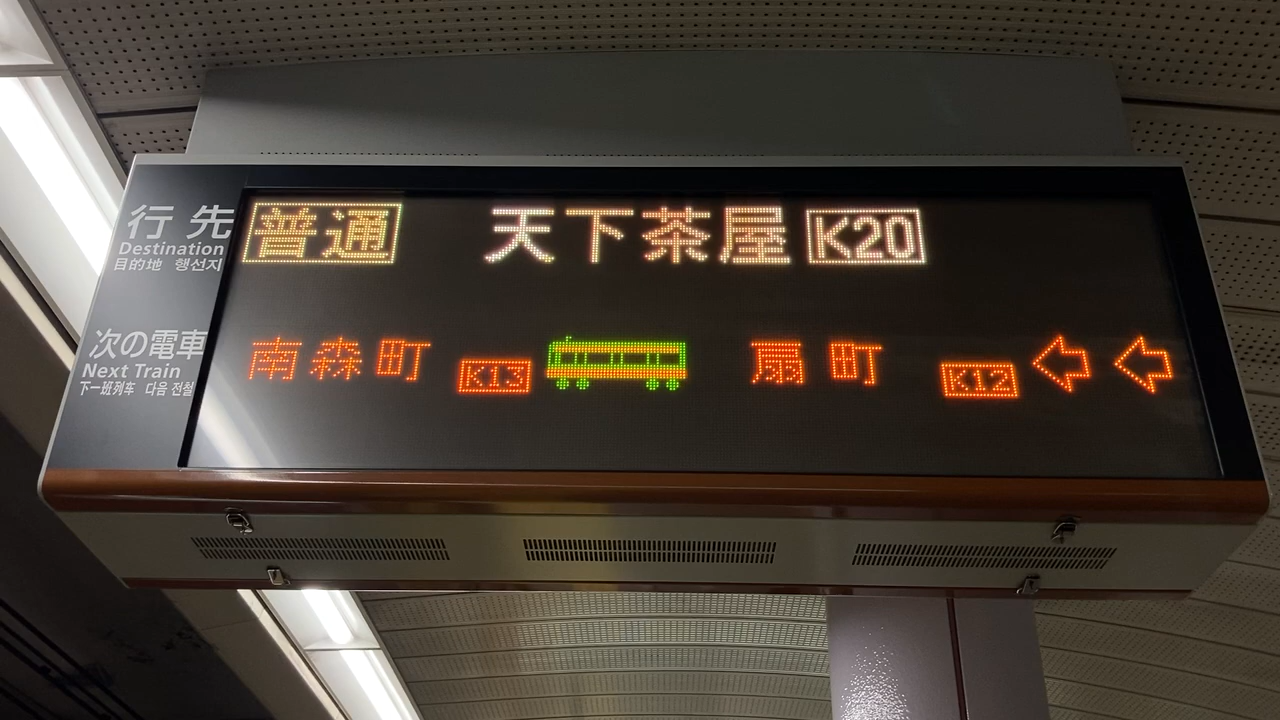 行先 普通 天下茶屋 K20
Destination
目的地 행선지
次の電車 南森町 K13 扇町 K12
Next Train
下一班列车 다음 전철